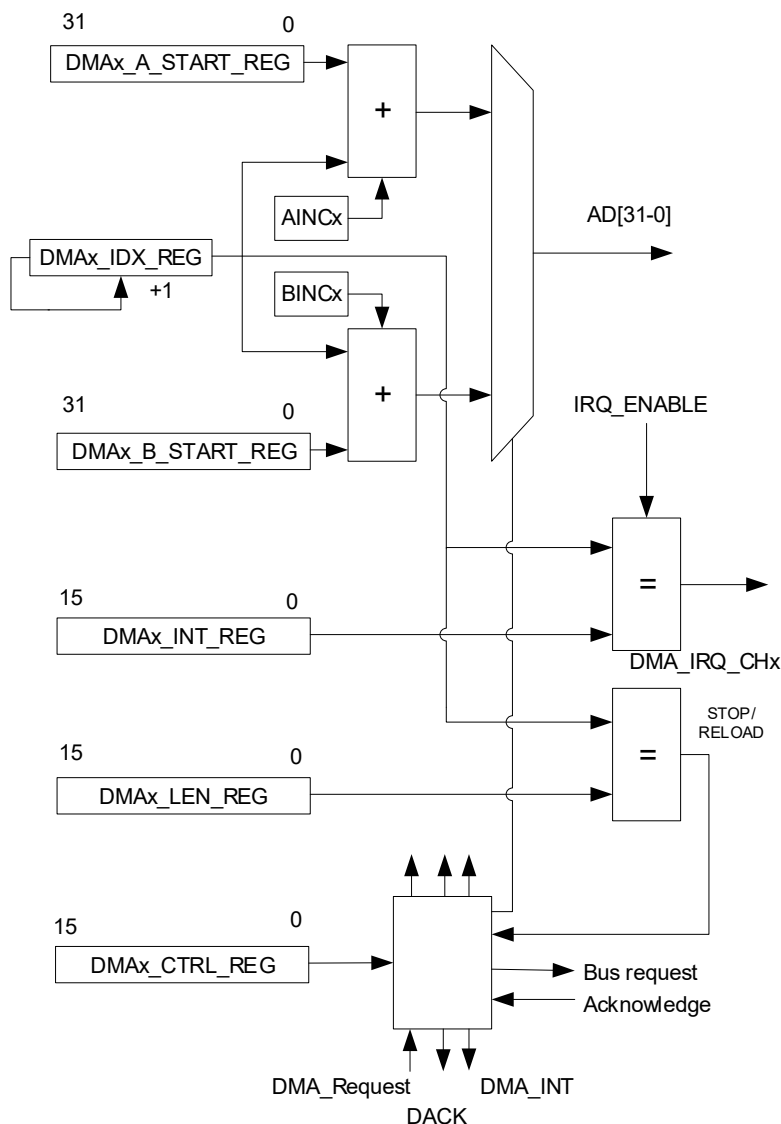 31
0
DMAx_A_START_REG
+
AINCx
AD[31-0]
DMAx_IDX_REG
+1
BINCx
31
0
+
DMAx_B_START_REG
IRQ_ENABLE
15
0
=
DMAx_INT_REG
DMA_IRQ_CHx
STOP/
RELOAD
15
0
=
DMAx_LEN_REG
15
0
DMAx_CTRL_REG
Bus request
Acknowledge
DMA_Request
DMA_INT
DACK